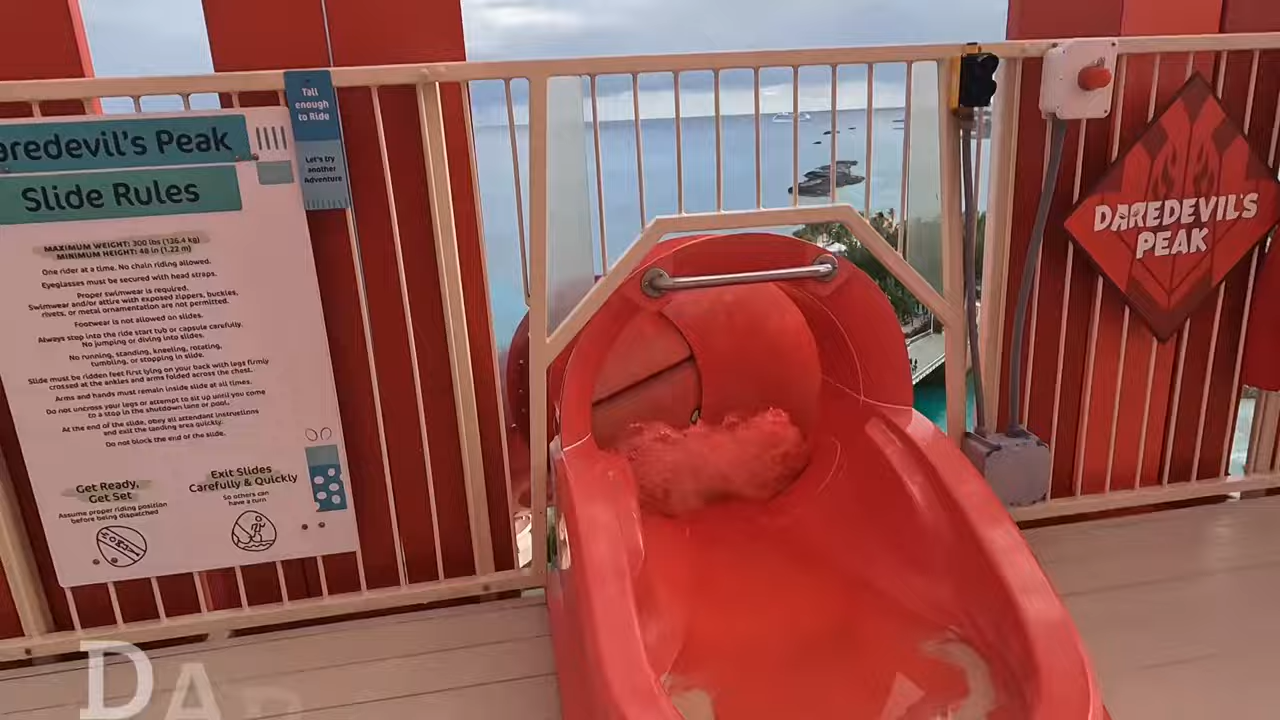 aredevil's Peak
Slide Rules
MAXIMUM WEIGHT: 300 lbs (136.4 kg)
MINIMUM HEIGHT: 48 in (1.22 m)
One rider at a time. No chain riding allowed.
Eyeglasses must be secured with head straps.
Proper swimwear is required.
Swimwear and/or attire with exposed zippers, buckles,
rivets, or metal ornamentation are not permitted.
Footwear is not allowed on slides.
Always step into the ride start tub or capsule carefully.
No jumping or diving into slides.
No running, standing, kneeling, rotating,
tumbling, or stopping in slide.
Slide must be ridden feet first lying on your back with legs firmly
crossed at the ankles and arms folded across the chest.
Arms and hands must remain inside slide at all times.
Do not uncross your legs or attempt to sit up until you come
to a stop in the shutdown lane or pool.
At the end of the slide, obey all attendant instructions
and exit the landing area quickly.
Do not block the end of the slide.
Get Ready,
Get Set
Assume proper riding position
before being dispatched
Exit Slides
Carefully & Quickly
So others can
have a turn
Tall
enough
to Ride
Let's try
another
Adventure
DAREDEVIL'S
PEAK
DAR